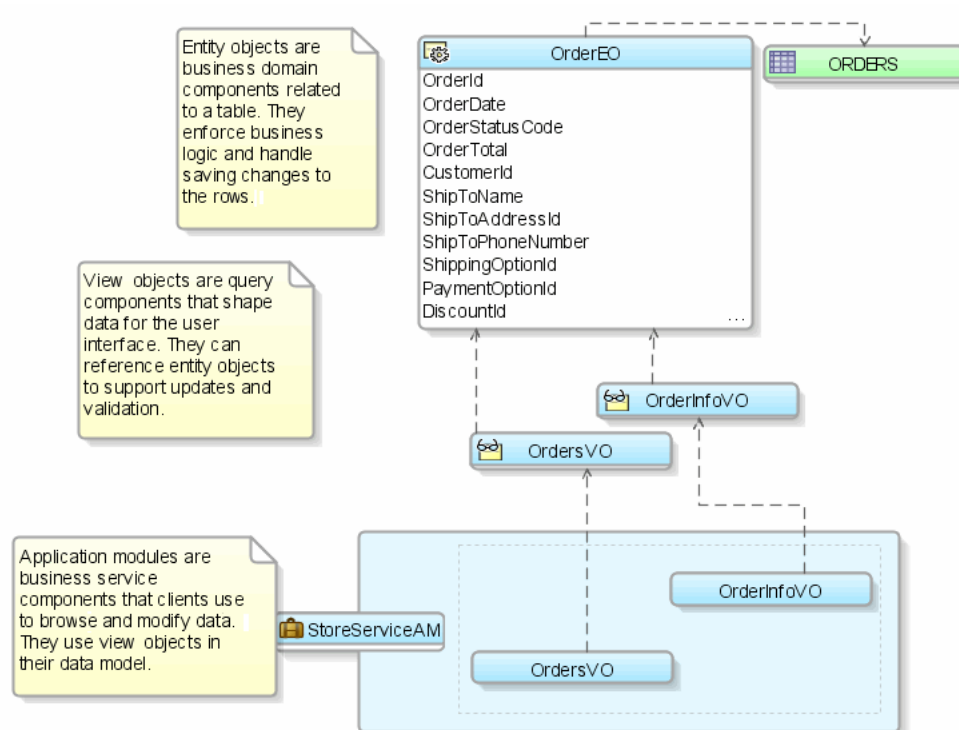 Entity objects are
business domain
components related
to a table. They
enforce business
logic and handle
saving changes to
the rows.
OrderEO
OrderId
OrderDate
OrderStatusCode
OrderTotal
CustomerId
ShipToName
ShipToAddressId
ShipToPhoneNumber
ShippingOptionId
PaymentOptionId
DiscountId
...
ORDERS
View objects are query
components that shape
data for the user
interface. They can
reference entity objects
to support updates and
validation.
OrderInfoVO
OrdersVO
Application modules are
business service
components that clients use
to browse and modify data.
They use view objects in
their data model.
StoreServiceAM
OrderInfoVO
OrdersVO